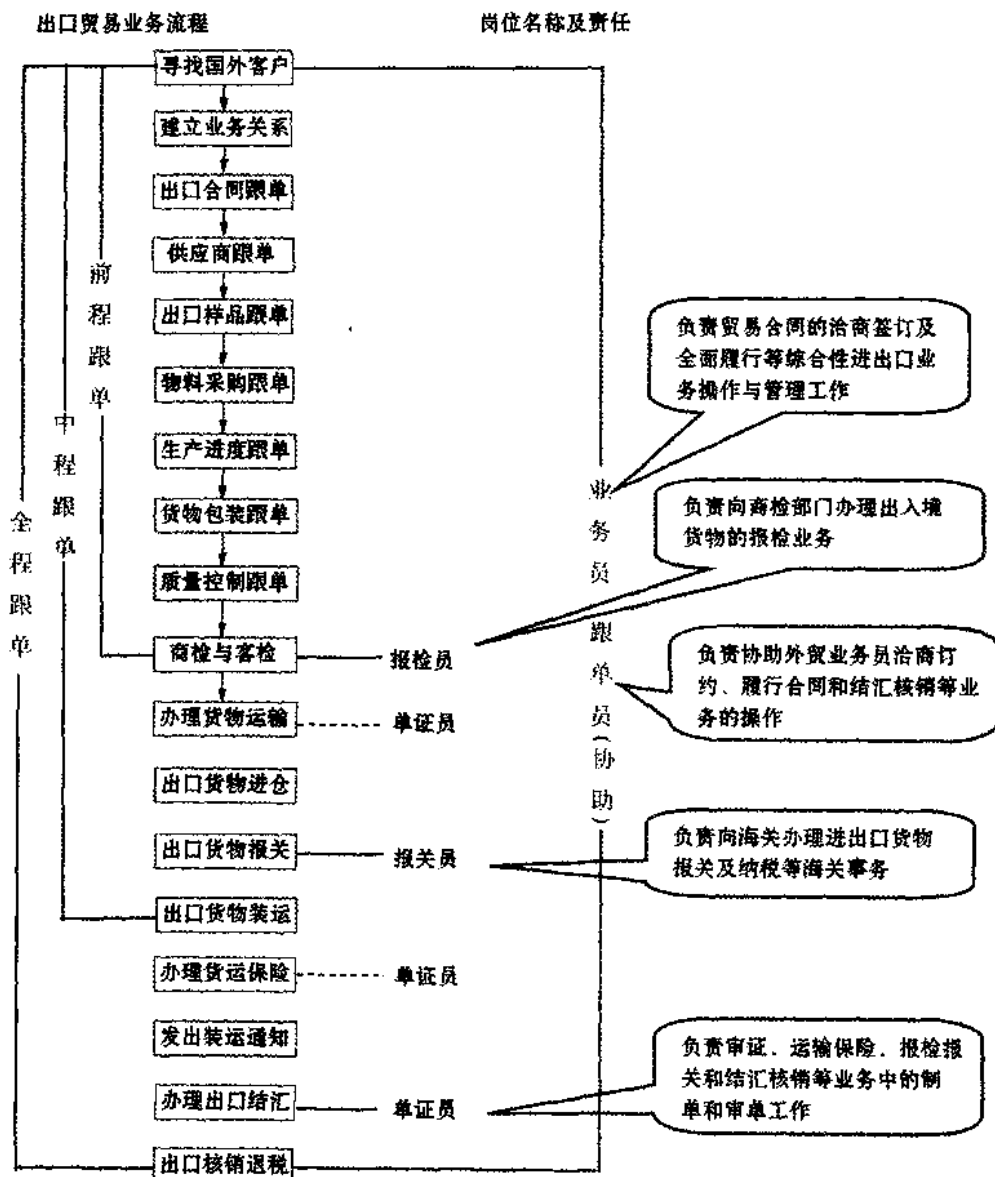 出口贸易业务流程
岗位名称及责任
寻找国外客户
建立业务关系
出口合同跟单
供应商跟单
出口样品跟单
物料采购跟单
生产进度跟单
货物包装跟单
质量控制跟单
商检与客检
报检员
办理货物运输
单证员
出口货物进仓
出口货物报关
报关员
出口货物装运
办理货运保险
单证员
发出装运通知
办理出口结汇
单证员
出口核销退税
前程跟单
中程跟单
全程跟单
业务员
跟单员(协助)
负责贸易合同的洽商签订及
全面履行等综合性进出口业
务操作与管理工作
负责向商检部门办理出入境
货物的报检业务
负责协助外贸业务员洽商订
约、履行合同和结汇核销等业
务的操作
负责向海关办理进出口货物
报关及纳税等海关事务
负责审证、运输保险、报检报
关和结汇核销等业务中的制
单和审单工作